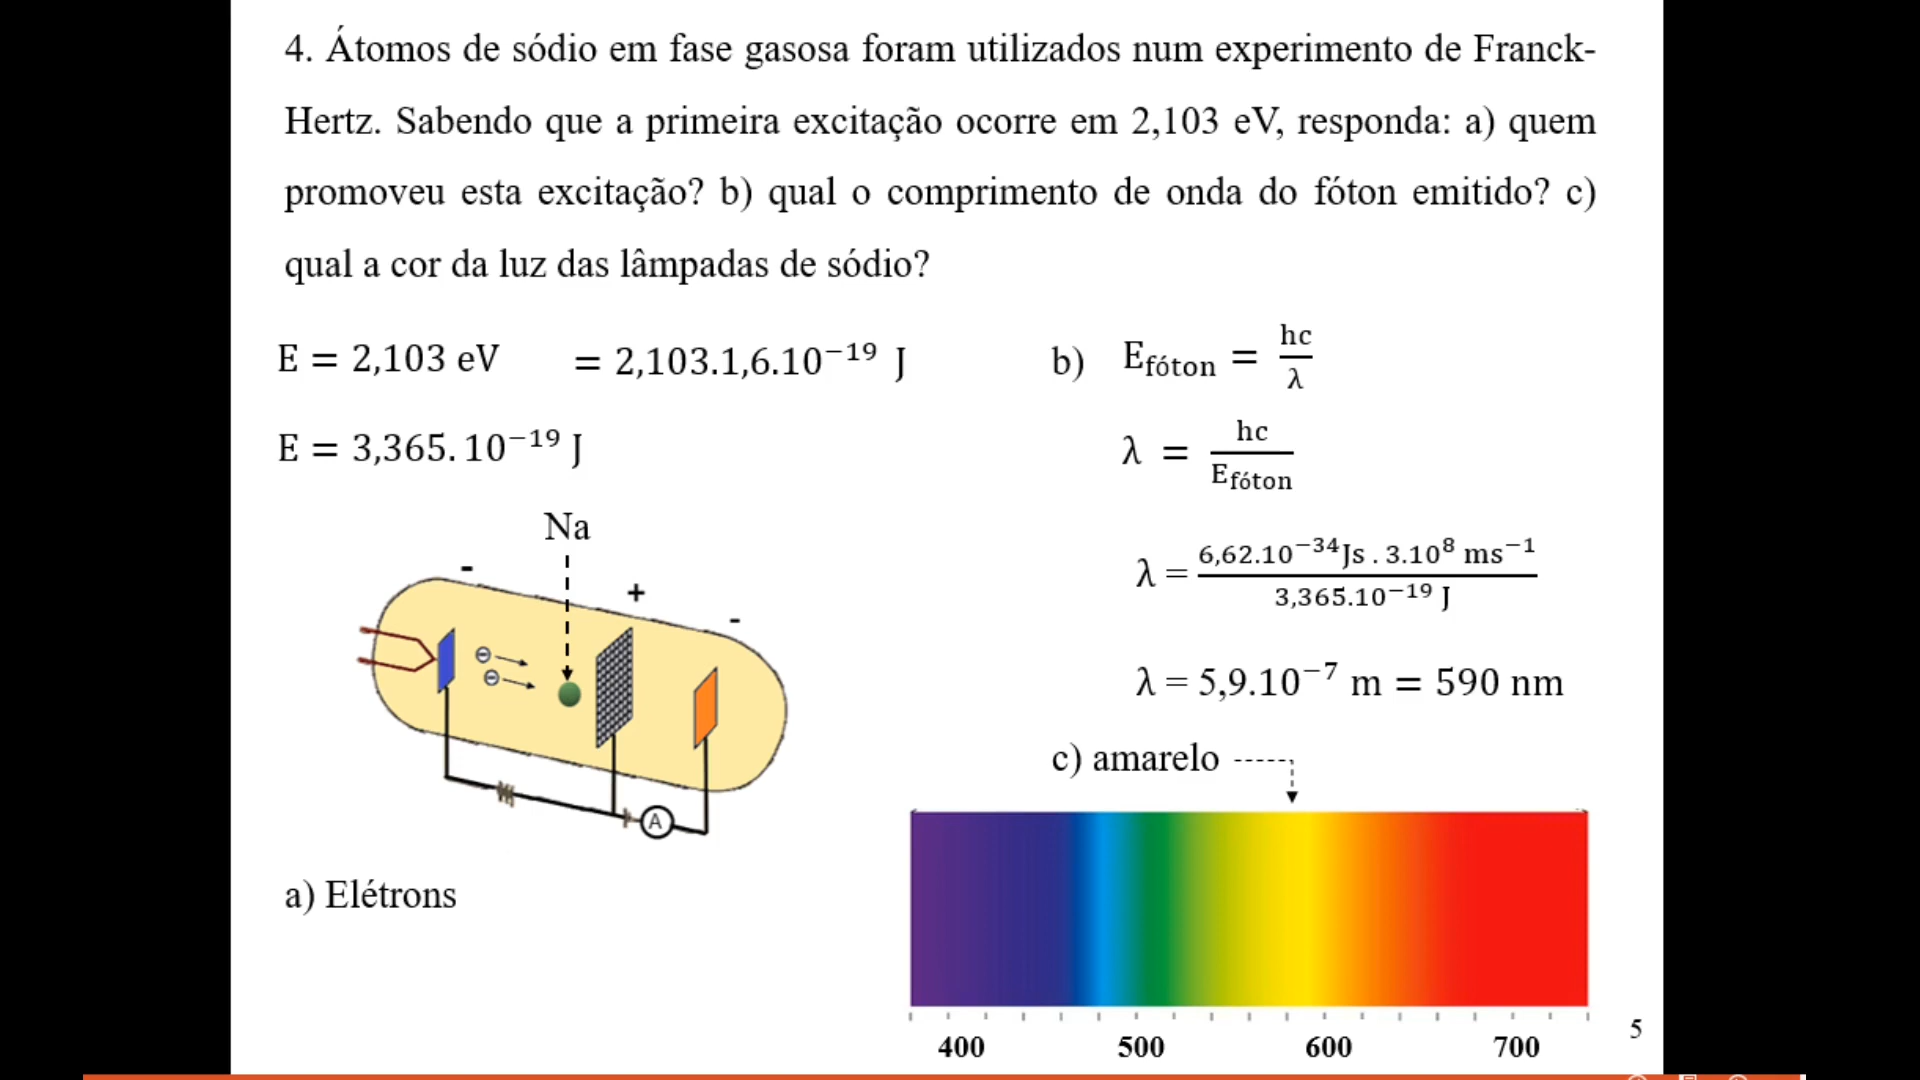 4. Átomos de sódio em fase gasosa foram utilizados num experimento de Franck-
Hertz. Sabendo que a primeira excitação ocorre em 2,103 eV, responda: a) quem
promoveu esta excitação? b) qual o comprimento de onda do fóton emitido? c)
qual a cor da luz das lâmpadas de sódio?
E = 2,103 eV = 2,103.1,6.10⁻¹⁹ J
E = 3,365.10⁻¹⁹ J
b) E_fóton = hc/λ
λ = hc/E_fóton
λ = 6,62.10⁻³⁴Js . 3.10⁸ ms⁻¹ / 3,365.10⁻¹⁹ J
λ = 5,9.10⁻⁷ m = 590 nm
Na
-
+
-
A
a) Elétrons
c) amarelo
400 500 600 700
5